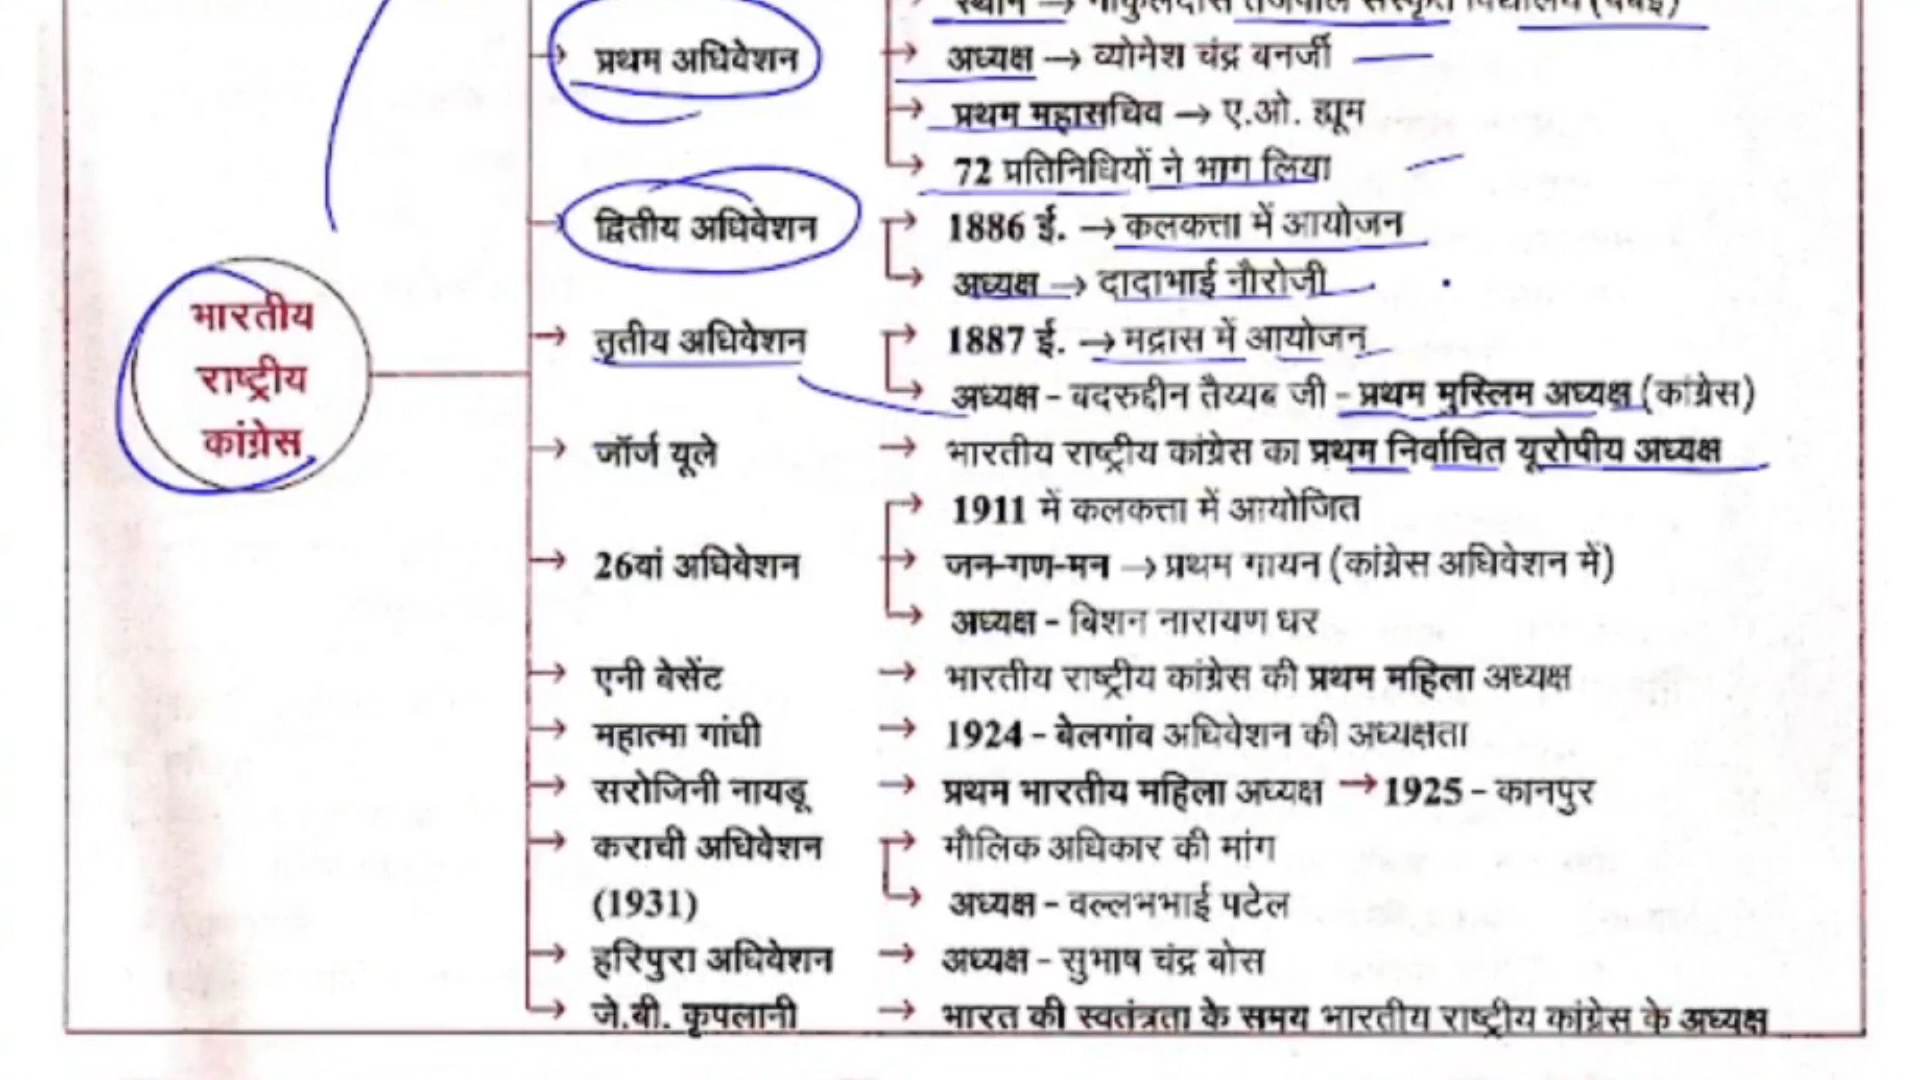 स्थान → गोकुलदास तेजपाल संस्कृत विद्यालय (बंबई)
प्रथम अधिवेशन
अध्यक्ष → व्योमेश चंद्र बनर्जी
प्रथम महासचिव → ए.ओ. ह्यूम
72 प्रतिनिधियों ने भाग लिया
द्वितीय अधिवेशन
1886 ई. → कलकत्ता में आयोजन
अध्यक्ष → दादाभाई नौरोजी
भारतीय
राष्ट्रीय
कांग्रेस
तृतीय अधिवेशन
1887 ई. → मद्रास में आयोजन
अध्यक्ष - बदरुद्दीन तैय्यब जी - प्रथम मुस्लिम अध्यक्ष (कांग्रेस)
जॉर्ज यूले → भारतीय राष्ट्रीय कांग्रेस का प्रथम निर्वाचित यूरोपीय अध्यक्ष
26वां अधिवेशन
1911 में कलकत्ता में आयोजित
जन-गण-मन → प्रथम गायन (कांग्रेस अधिवेशन में)
अध्यक्ष - बिशन नारायण धर
एनी बेसेंट → भारतीय राष्ट्रीय कांग्रेस की प्रथम महिला अध्यक्ष
महात्मा गांधी → 1924 - बेलगांव अधिवेशन की अध्यक्षता
सरोजिनी नायडू → प्रथम भारतीय महिला अध्यक्ष → 1925 - कानपुर
कराची अधिवेशन → मौलिक अधिकार की मांग
(1931) → अध्यक्ष - वल्लभभाई पटेल
हरिपुरा अधिवेशन → अध्यक्ष - सुभाष चंद्र बोस
जे.बी. कृपलानी → भारत की स्वतंत्रता के समय भारतीय राष्ट्रीय कांग्रेस के अध्यक्ष